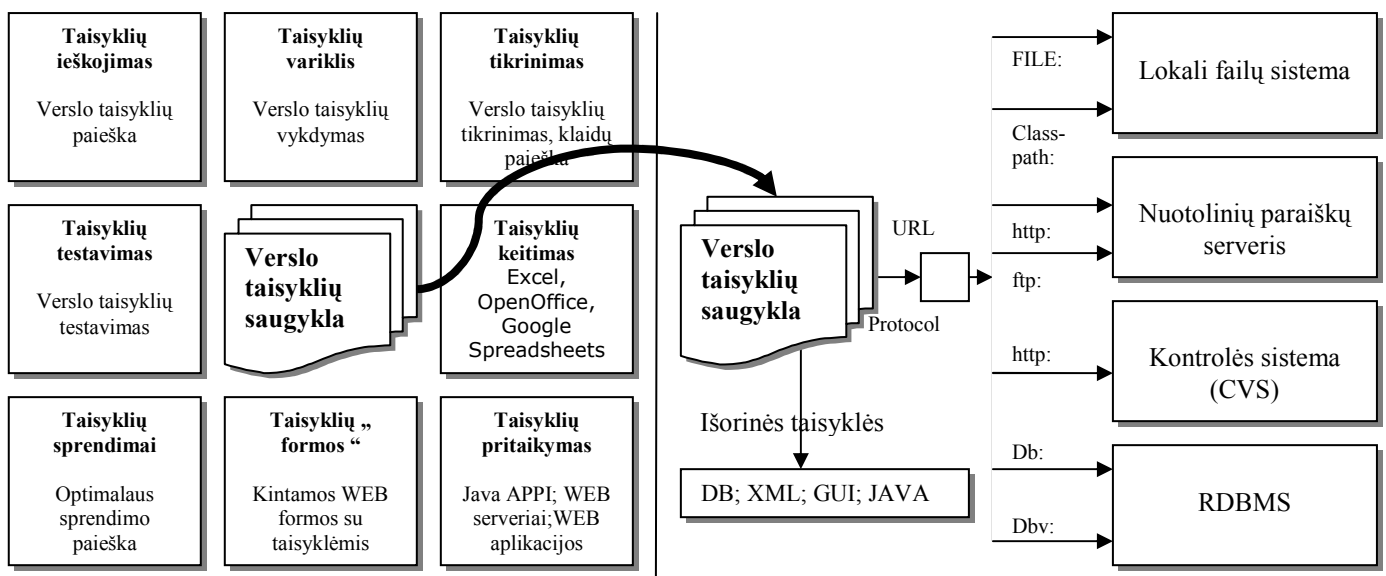 Taisyklių
ieškojimas
Verslo taisyklių
paieška
Taisyklių
variklis
Verslo taisyklių
vykdymas
Taisyklių
tikrinimas
Verslo taisyklių
tikrinimas, klaidų
paieška
Taisyklių
testavimas
Verslo taisyklių
testavimas
Verslo
taisyklių
saugykla
Taisyklių
keitimas
Excel,
OpenOffice,
Google
Spreadsheets
Taisyklių
sprendimai
Optimalaus
sprendimo
paieška
Taisyklių „
formos “
Kintamos WEB
formos su
taisyklėmis
Taisyklių
pritaikymas
Java APPI; WEB
serveriai;WEB
aplikacijos
Verslo
taisyklių
saugykla
URL
Protocol
Išorinės taisyklės
DB; XML; GUI; JAVA
FILE:
Class-
path:
http:
ftp:
http:
Db:
Dbv:
Lokali failų sistema
Nuotolinių paraiškų
serveris
Kontrolės sistema
(CVS)
RDBMS